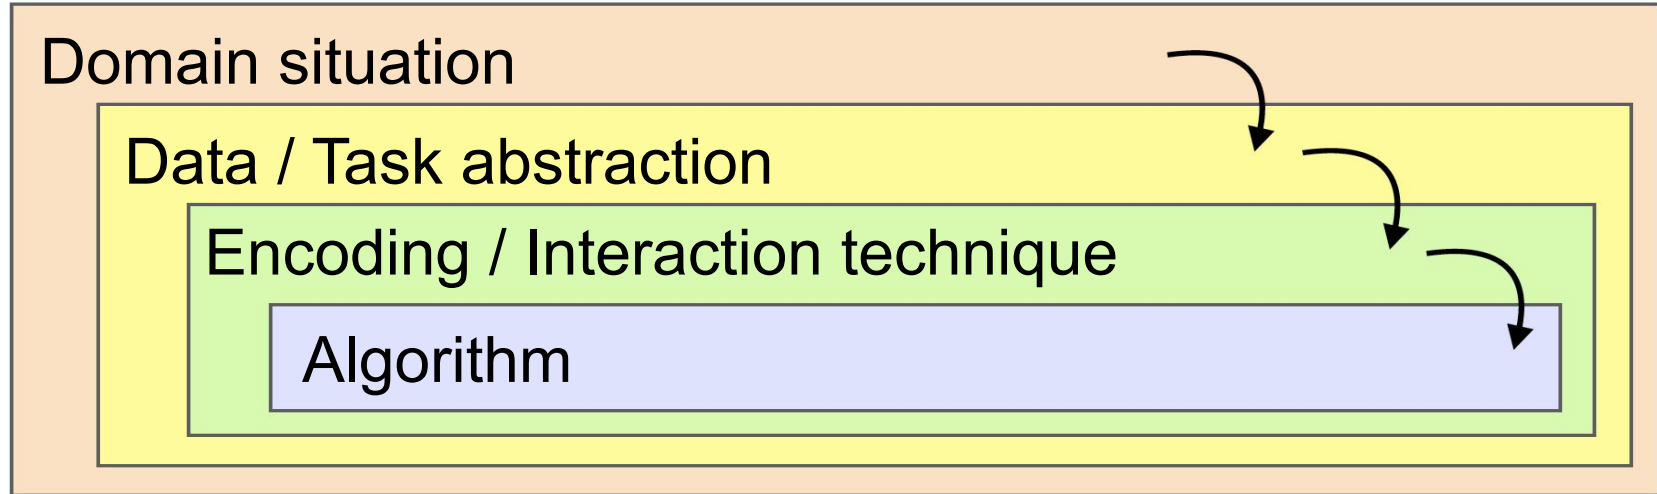 Domain situation
Data / Task abstraction
Encoding / Interaction technique
Algorithm